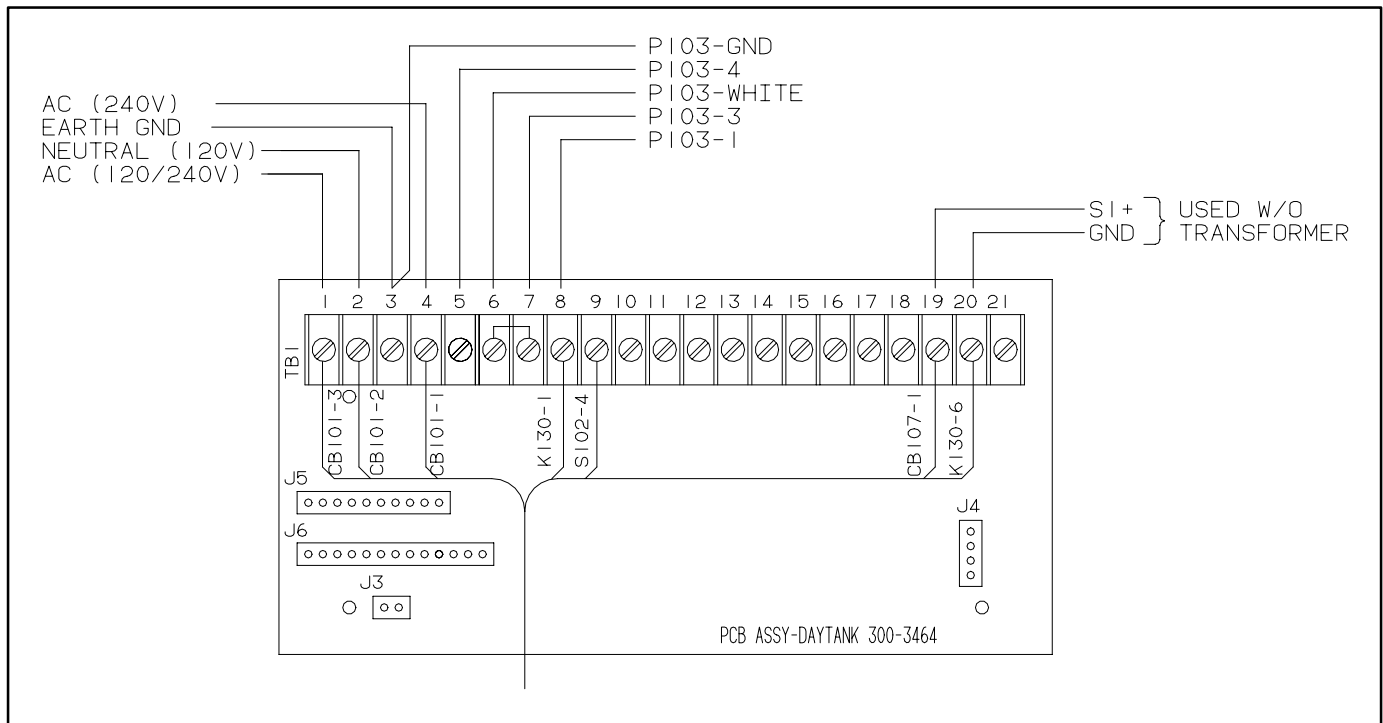 P103-GND
P103-4
P103-WHITE
P103-3
P103-1
AC (240V)
EARTH GND
NEUTRAL (120V)
AC (120/240V)
S1+
GND
USED W/O
TRANSFORMER
1 2 3 4 5 6 7 8 9 10 11 12 13 14 15 16 17 18 19 20 21
TB1
CB101-3
CB101-2
CB101-1
K130-1
S102-4
CB107-1
K130-6
J5
J6
J3
J4
PCB ASSY-DAYTANK 300-3464